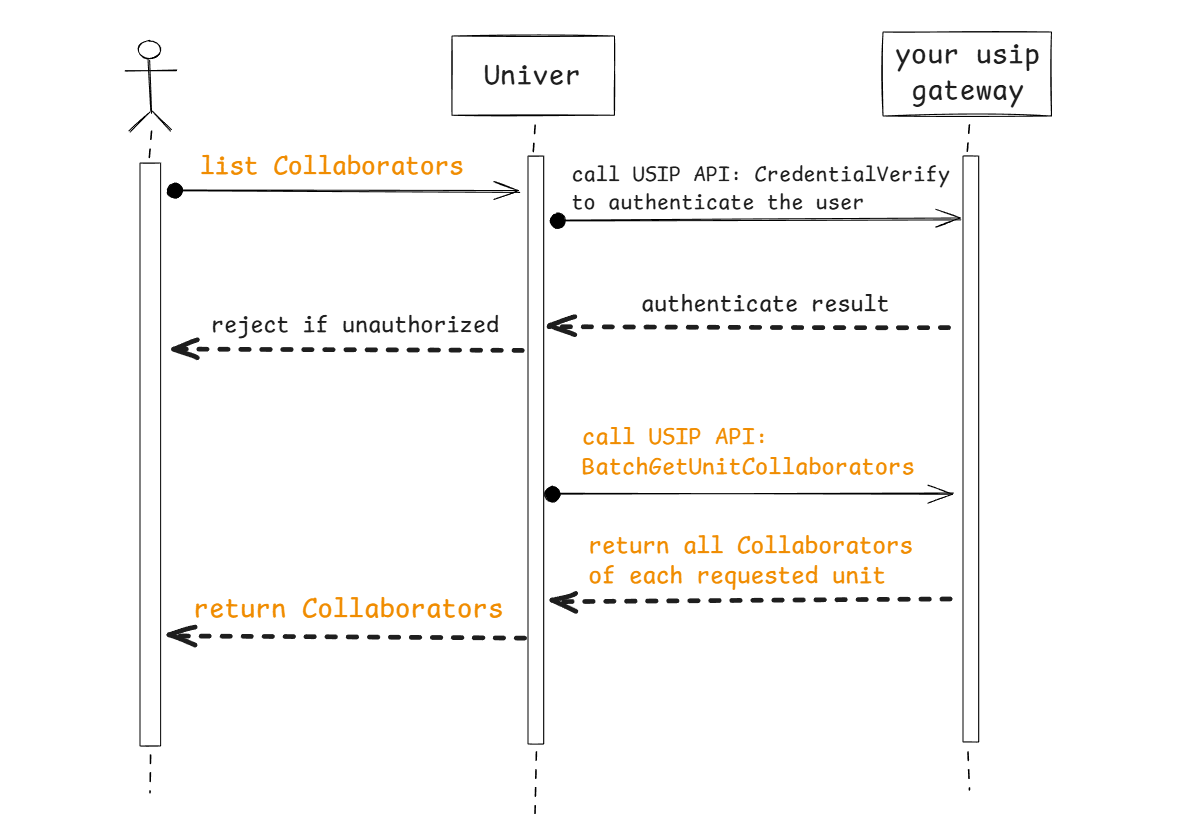 Univer
your usip
gateway
list Collaborators
call USIP API: CredentialVerify
to authenticate the user
authenticate result
reject if unauthorized
call USIP API:
BatchGetUnitCollaborators
return all Collaborators
of each requested unit
return Collaborators